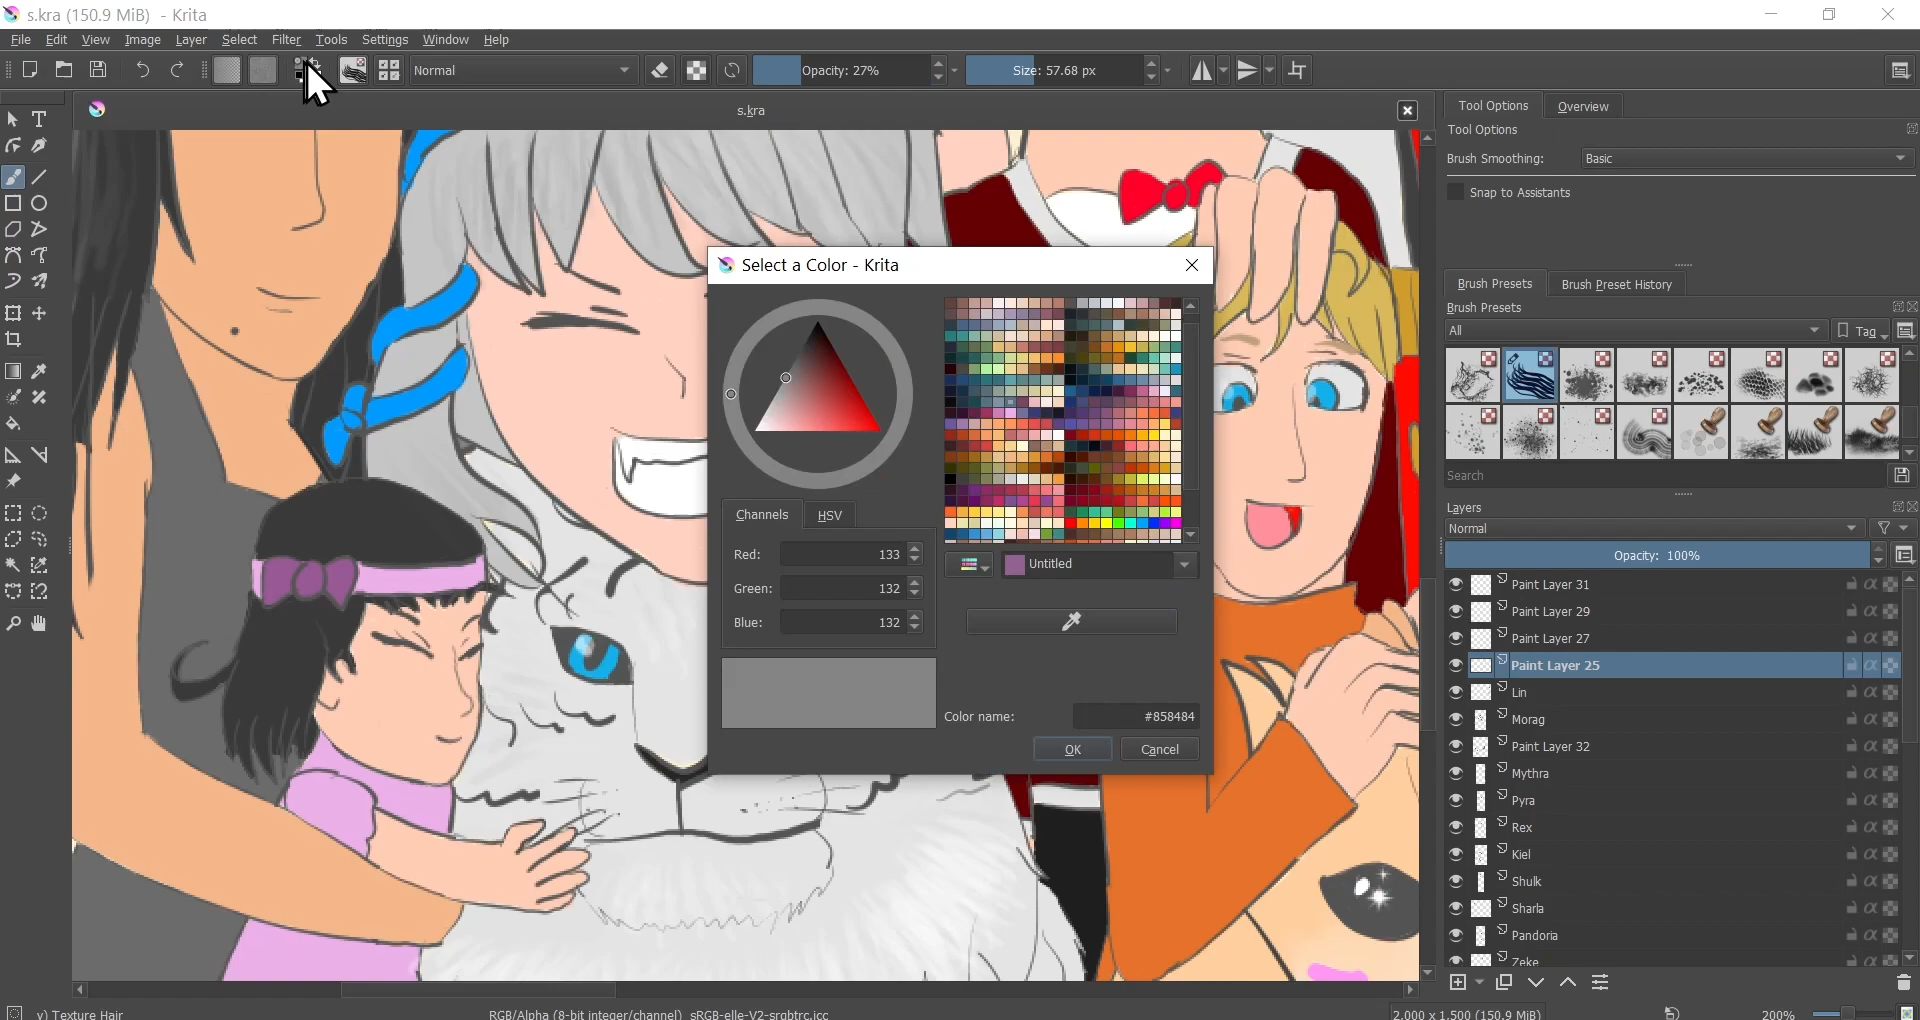 s.kra (150.9 MiB) - Krita
File Edit View Image Layer Select Filter Tools Settings Window Help
Normal
Opacity: 27%
Size: 57.68 px
s.kra
Tool Options Overview
Tool Options
Brush Smoothing: Basic
Snap to Assistants
Brush Presets Brush Preset History
Brush Presets
All
Tag
Search
Layers
Normal
Opacity: 100%
Paint Layer 31
Paint Layer 29
Paint Layer 27
Paint Layer 25
Lin
Morag
Paint Layer 32
Mythra
Pyra
Rex
Kiel
Shulk
Sharla
Pandoria
Zeke
Select a Color - Krita
Channels HSV
Red: 133
Green: 132
Blue: 132
Untitled
Color name: #858484
OK Cancel
y) Texture Hair
RGB/Alpha (8-bit integer/channel) sRGB-elle-V2-srgbtrc.icc
2,000 x 1,500 (150.9 MiB)
200%